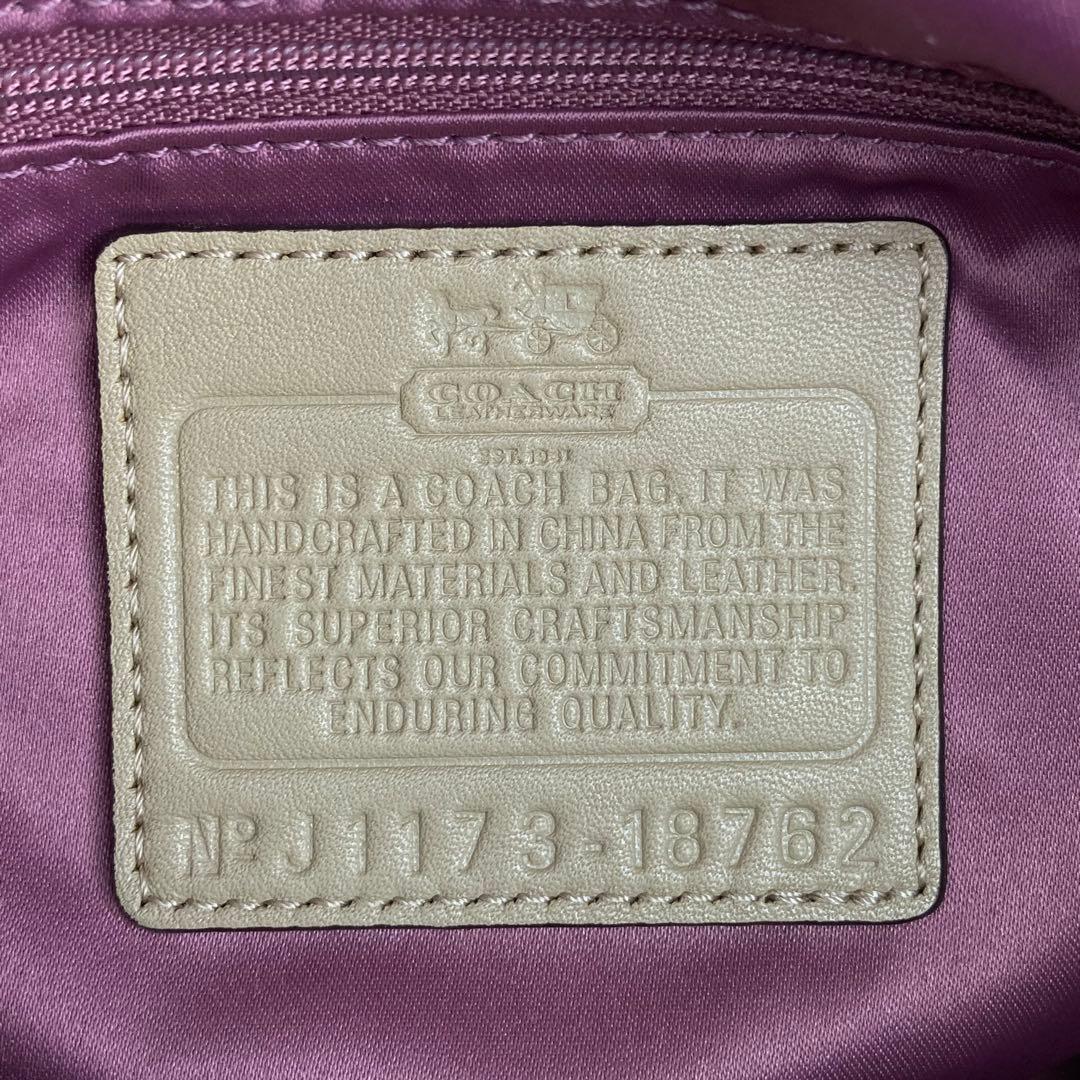 COACH
LEATHERWARE
EST. 1941
THIS IS A COACH BAG. IT WAS
HANDCRAFTED IN CHINA FROM THE
FINEST MATERIALS AND LEATHER.
ITS SUPERIOR CRAFTSMANSHIP
REFLECTS OUR COMMITMENT TO
ENDURING QUALITY.
Nº J1173-18762